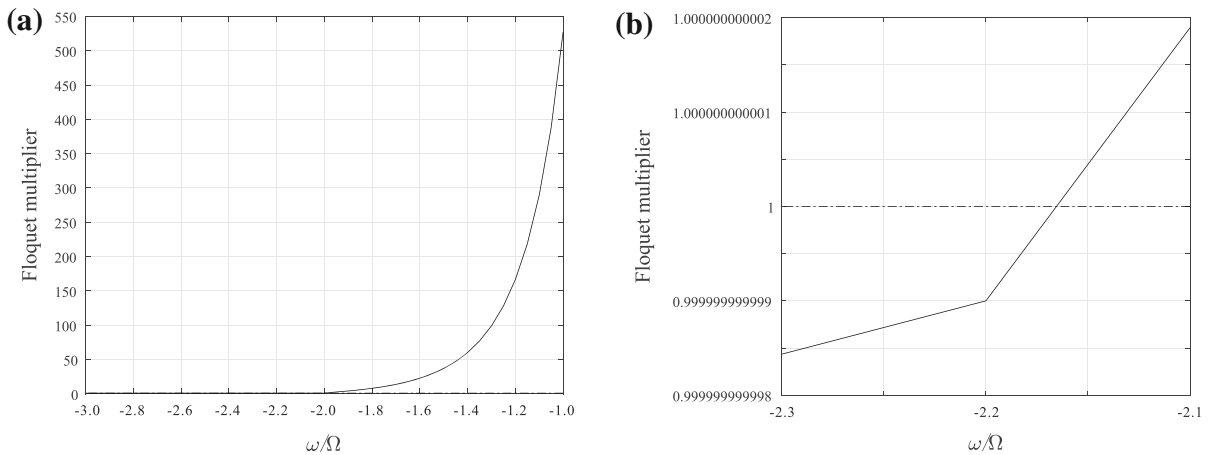 (a)
550
500
450
400
350
300
250
200
150
100
50
0
Floquet multiplier
-3.0 -2.8 -2.6 -2.4 -2.2 -2.0 -1.8 -1.6 -1.4 -1.2 -1.0
ω/Ω
(b)
1.000000000002
1.000000000001
1
0.999999999999
0.999999999998
Floquet multiplier
-2.3 -2.2 -2.1
ω/Ω